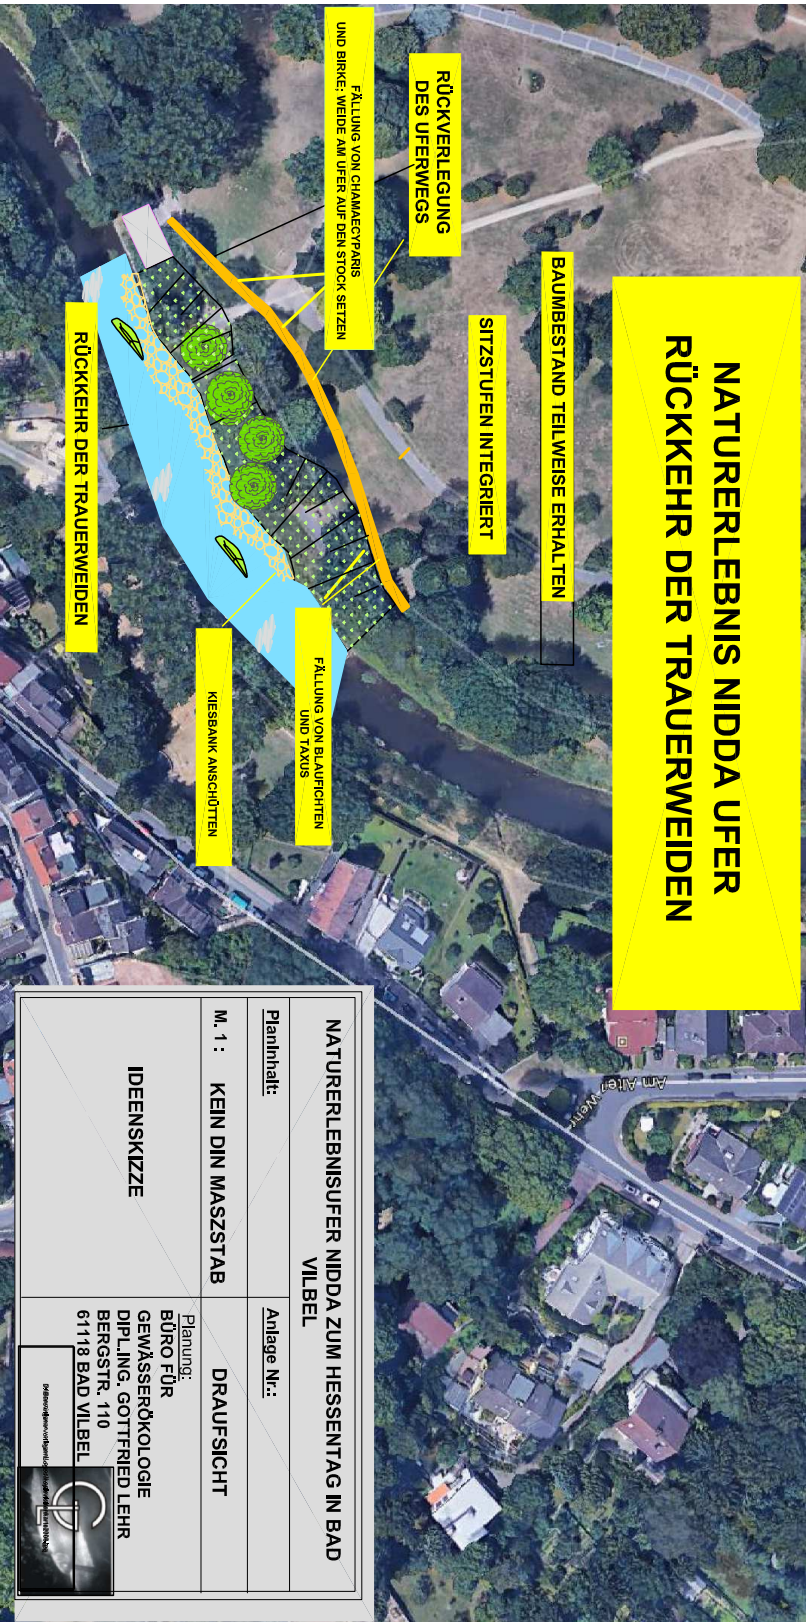 NATURERLEBNIS NIDDA UFER
RÜCKKEHR DER TRAUERWEIDEN
BAUMBESTAND TEILWEISE ERHALTEN
SITZSTUFEN INTEGRIERT
RÜCKVERLEGUNG
DES UFERWEGS
FÄLLUNG VON CHAMAECYPARIS
UND BIRKE; WEIDE AM UFER AUF DEN STOCK SETZEN
FÄLLUNG VON BLAUFICHTEN
UND TAXUS
KIESBANK ANSCHÜTTEN
RÜCKKEHR DER TRAUERWEIDEN
Am Alten Wehr
NATURERLEBNISUFER NIDDA ZUM HESSENTAG IN BAD
VILBEL
Planinhalt:
Anlage Nr.:
M. 1 : KEIN DIN MASZSTAB
DRAUFSICHT
IDEENSKIZZE
Planung:
BÜRO FÜR
GEWÄSSERÖKOLOGIE
DIPL.ING. GOTTFRIED LEHR
BERGSTR. 110
61118 BAD VILBEL